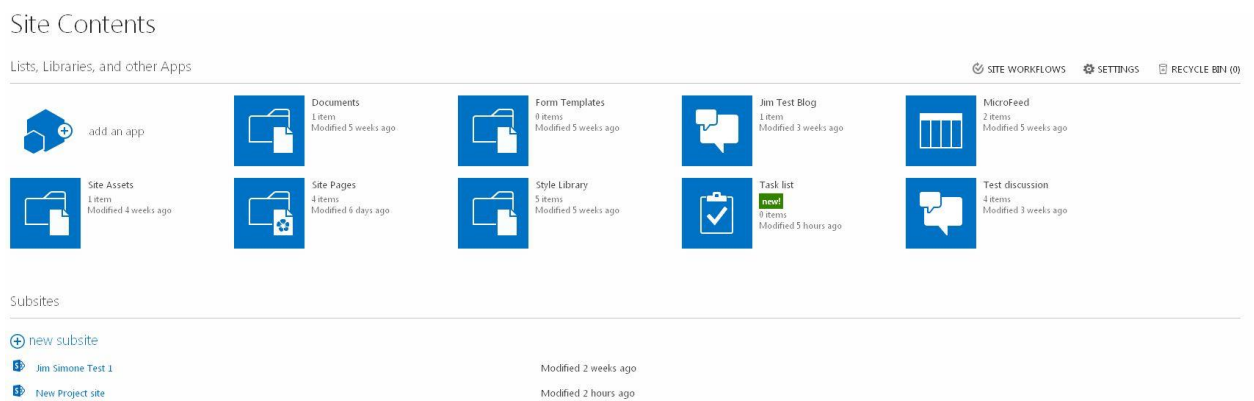 Site Contents
Lists, Libraries, and other Apps
SITE WORKFLOWS SETTINGS RECYCLE BIN (0)
add an app
Documents
1 item
Modified 5 weeks ago
Form Templates
0 items
Modified 5 weeks ago
Jim Test Blog
1 item
Modified 3 weeks ago
MicroFeed
2 items
Modified 5 weeks ago
Site Assets
1 item
Modified 4 weeks ago
Site Pages
4 items
Modified 6 days ago
Style Library
5 items
Modified 5 weeks ago
Task list
new!
0 items
Modified 5 hours ago
Test discussion
4 items
Modified 3 weeks ago
Subsites
new subsite
Jim Simone Test 1 Modified 2 weeks ago
New Project site Modified 2 hours ago